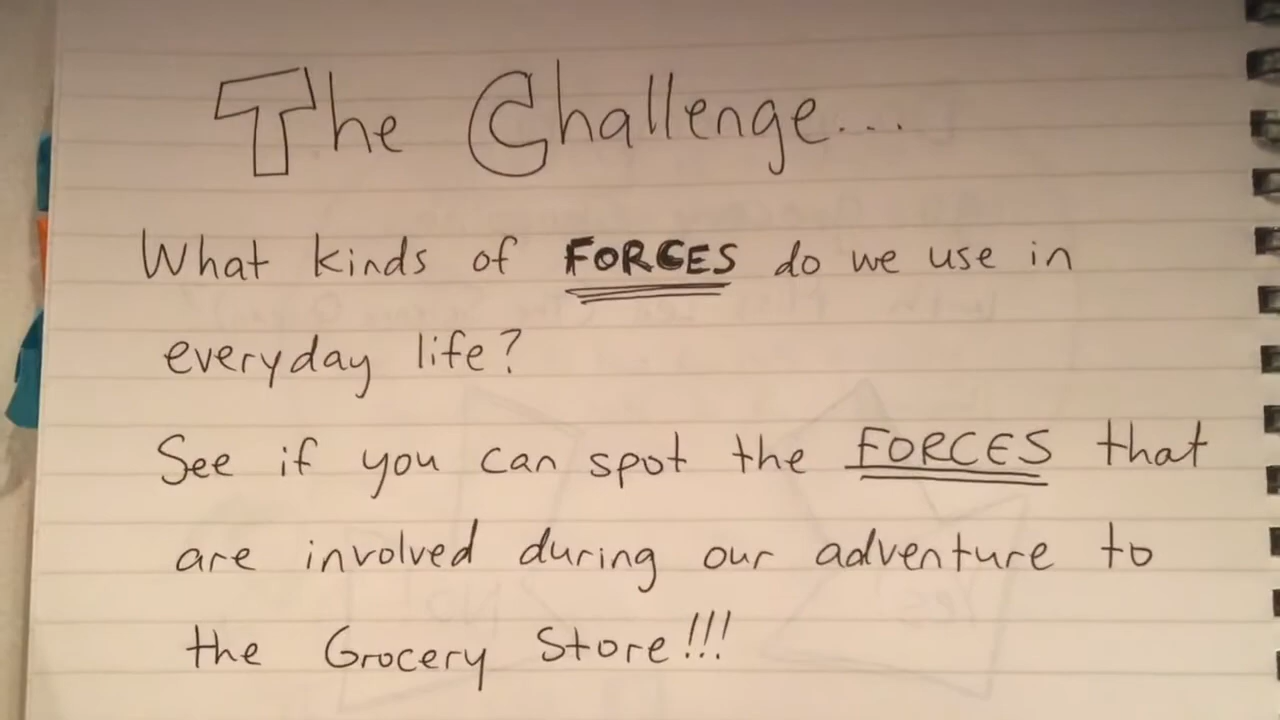 The Challenge...
What kinds of FORCES do we use in
everyday life?
See if you can spot the FORCES that
are involved during our adventure to
the Grocery Store!!!